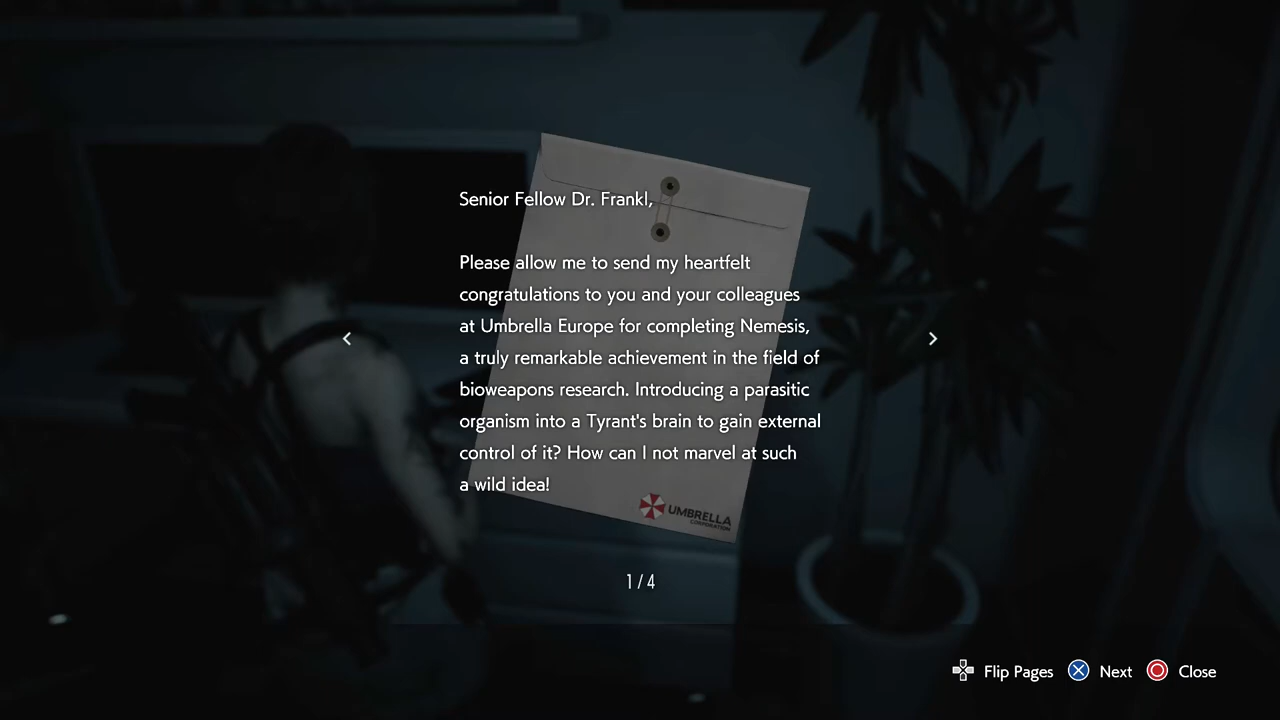 Senior Fellow Dr. Frankl,
Please allow me to send my heartfelt
congratulations to you and your colleagues
at Umbrella Europe for completing Nemesis,
a truly remarkable achievement in the field of
bioweapons research. Introducing a parasitic
organism into a Tyrant's brain to gain external
control of it? How can I not marvel at such
a wild idea!
UMBRELLA
CORPORATION
1 / 4
Flip Pages Next Close